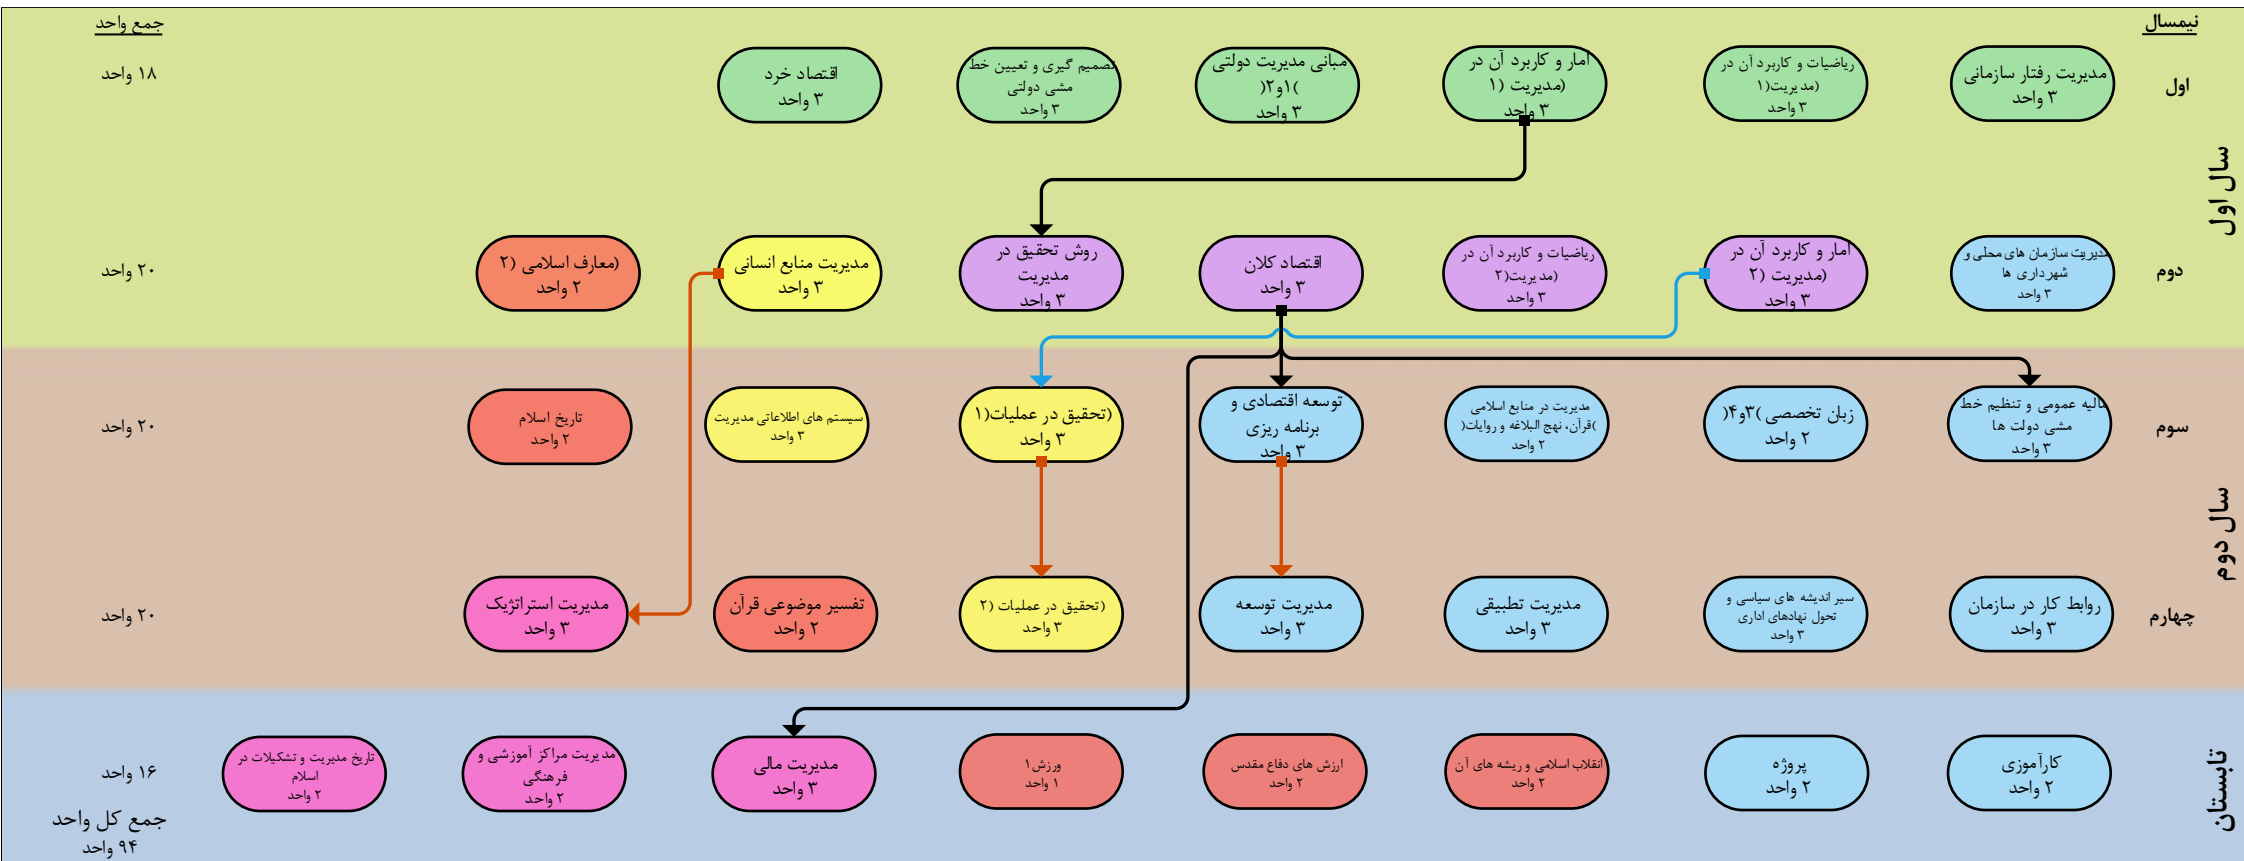 نیمسال
جمع واحد
سال اول
اول
مدیریت رفتار سازمانی
۳ واحد
ریاضیات و کاربرد آن در
(مدیریت(۱
۳ واحد
آمار و کاربرد آن در
(مدیریت (۱
۳ واحد
مبانی مدیریت دولتی
)۱و۲(
۳ واحد
تصمیم گیری و تعیین خط
مشی دولتی
۳ واحد
اقتصاد خرد
۳ واحد
۱۸ واحد
دوم
مدیریت سازمان های محلی و
شهرداری ها
۳ واحد
آمار و کاربرد آن در
(مدیریت (۲
۳ واحد
ریاضیات و کاربرد آن در
(مدیریت(۲
۳ واحد
اقتصاد کلان
۳ واحد
روش تحقیق در
مدیریت
۳ واحد
مدیریت منابع انسانی
۳ واحد
(معارف اسلامی (۲
۲ واحد
۲۰ واحد
سال دوم
سوم
مالیه عمومی و تنظیم خط
مشی دولت ها
۳ واحد
زبان تخصصی )۳و۴(
۲ واحد
مدیریت در منابع اسلامی
)قرآن، نهج البلاغه و روایات(
۲ واحد
توسعه اقتصادی و
برنامه ریزی
۳ واحد
(تحقیق در عملیات(۱
۳ واحد
سیستم های اطلاعاتی مدیریت
۳ واحد
تاریخ اسلام
۲ واحد
۲۰ واحد
چهارم
روابط کار در سازمان
۳ واحد
سیر اندیشه های سیاسی و
تحول نهادهای اداری
۳ واحد
مدیریت تطبیقی
۳ واحد
مدیریت توسعه
۳ واحد
(تحقیق در عملیات (۲
۳ واحد
تفسیر موضوعی قرآن
۲ واحد
مدیریت استراتژیک
۳ واحد
۲۰ واحد
تابستان
کارآموزی
۲ واحد
پروژه
۲ واحد
انقلاب اسلامی و ریشه های آن
۲ واحد
ارزش های دفاع مقدس
۲ واحد
ورزش۱
۱ واحد
مدیریت مالی
۳ واحد
مدیریت مراکز آموزشی و
فرهنگی
۲ واحد
تاریخ مدیریت و تشکیلات در
اسلام
۲ واحد
۱۶ واحد
جمع کل واحد
۹۴ واحد